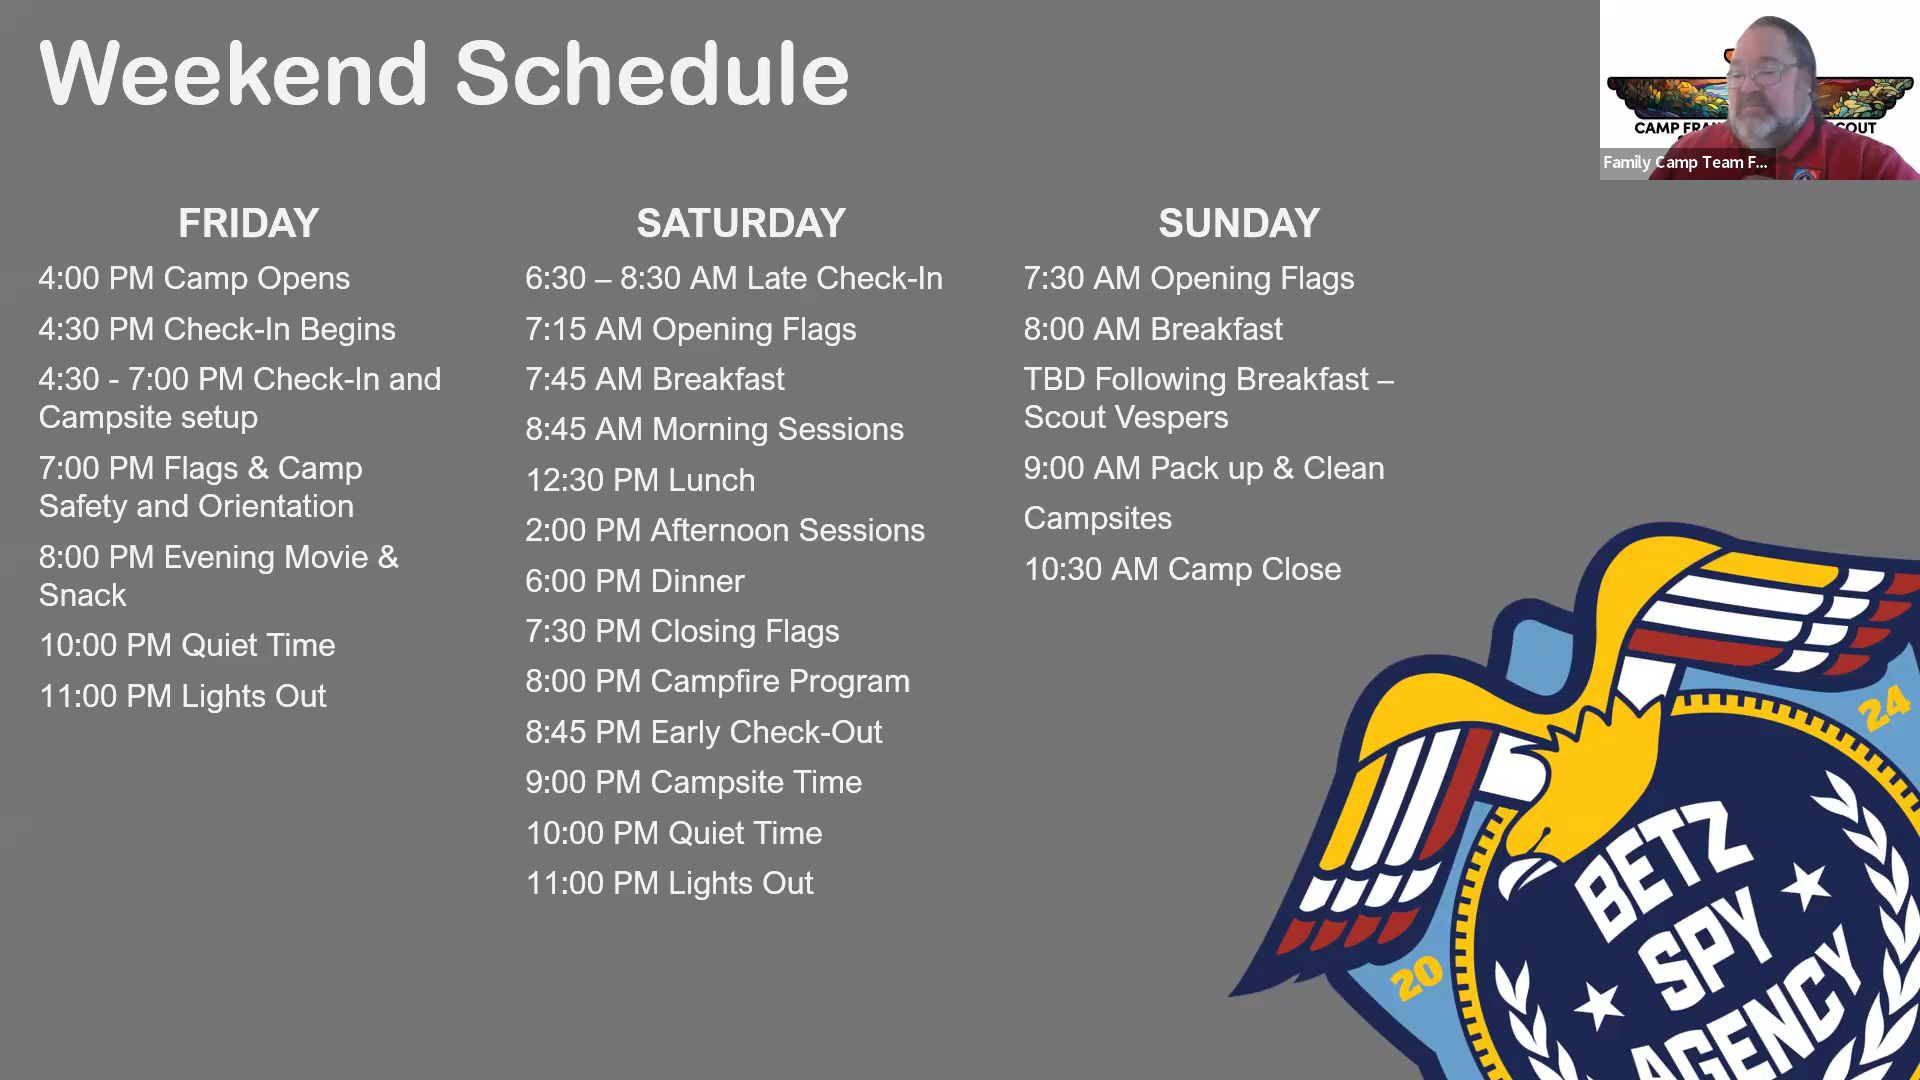 Weekend Schedule
CAMP FRA
SCOUT
Family Camp Team F...
FRIDAY
4:00 PM Camp Opens
4:30 PM Check-In Begins
4:30 - 7:00 PM Check-In and
Campsite setup
7:00 PM Flags & Camp
Safety and Orientation
8:00 PM Evening Movie &
Snack
10:00 PM Quiet Time
11:00 PM Lights Out
SATURDAY
6:30 – 8:30 AM Late Check-In
7:15 AM Opening Flags
7:45 AM Breakfast
8:45 AM Morning Sessions
12:30 PM Lunch
2:00 PM Afternoon Sessions
6:00 PM Dinner
7:30 PM Closing Flags
8:00 PM Campfire Program
8:45 PM Early Check-Out
9:00 PM Campsite Time
10:00 PM Quiet Time
11:00 PM Lights Out
SUNDAY
7:30 AM Opening Flags
8:00 AM Breakfast
TBD Following Breakfast –
Scout Vespers
9:00 AM Pack up & Clean
Campsites
10:30 AM Camp Close
20
24
BETZ
SPY
AGENCY